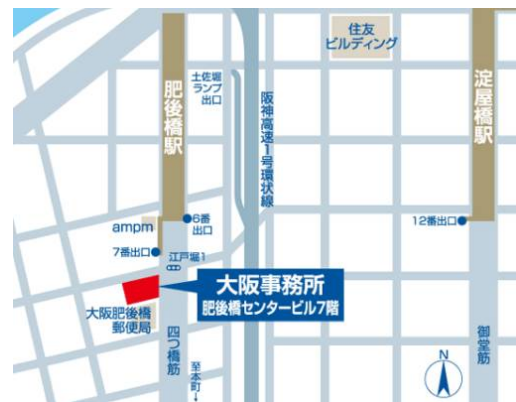 住友
ビルディング
土佐堀
ランプ
出口
肥後橋駅
阪神高速1号環状線
淀屋橋駅
ampm
6番
出口
12番出口
7番出口
江戸堀1
大阪事務所
肥後橋センタービル7階
大阪肥後橋
郵便局
四つ橋筋
至本町→
御堂筋
N